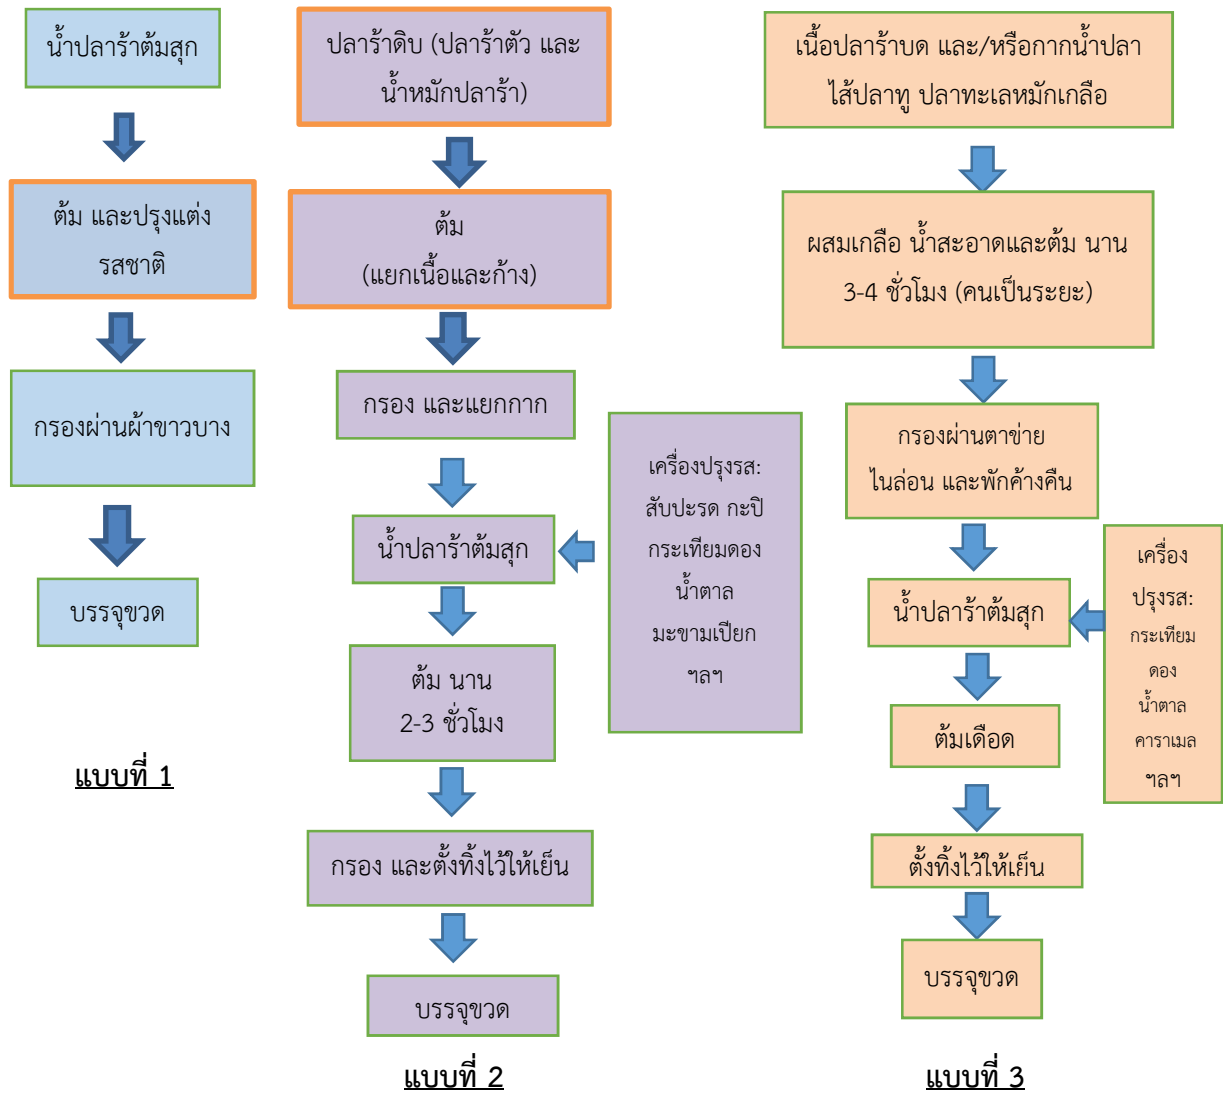 น้ำปลาร้าต้มสุก
ต้ม และปรุงแต่ง
รสชาติ
กรองผ่านผ้าขาวบาง
บรรจุขวด
แบบที่ 1
ปลาร้าดิบ (ปลาร้าตัว และ
น้ำหมักปลาร้า)
ต้ม
(แยกเนื้อและก้าง)
กรอง และแยกกาก
น้ำปลาร้าต้มสุก
เครื่องปรุงรส:
สับปะรด กะปิ
กระเทียมดอง
น้ำตาล
มะขามเปียก
ฯลฯ
ต้ม นาน
2-3 ชั่วโมง
กรอง และตั้งทิ้งไว้ให้เย็น
บรรจุขวด
แบบที่ 2
เนื้อปลาร้าบด และ/หรือกากน้ำปลา
ไส้ปลาทู ปลาทะเลหมักเกลือ
ผสมเกลือ น้ำสะอาดและต้ม นาน
3-4 ชั่วโมง (คนเป็นระยะ)
กรองผ่านตาข่าย
ไนล่อน และพักค้างคืน
น้ำปลาร้าต้มสุก
เครื่อง
ปรุงรส:
กระเทียม
ดอง
น้ำตาล
คาราเมล
ฯลฯ
ต้มเดือด
ตั้งทิ้งไว้ให้เย็น
บรรจุขวด
แบบที่ 3